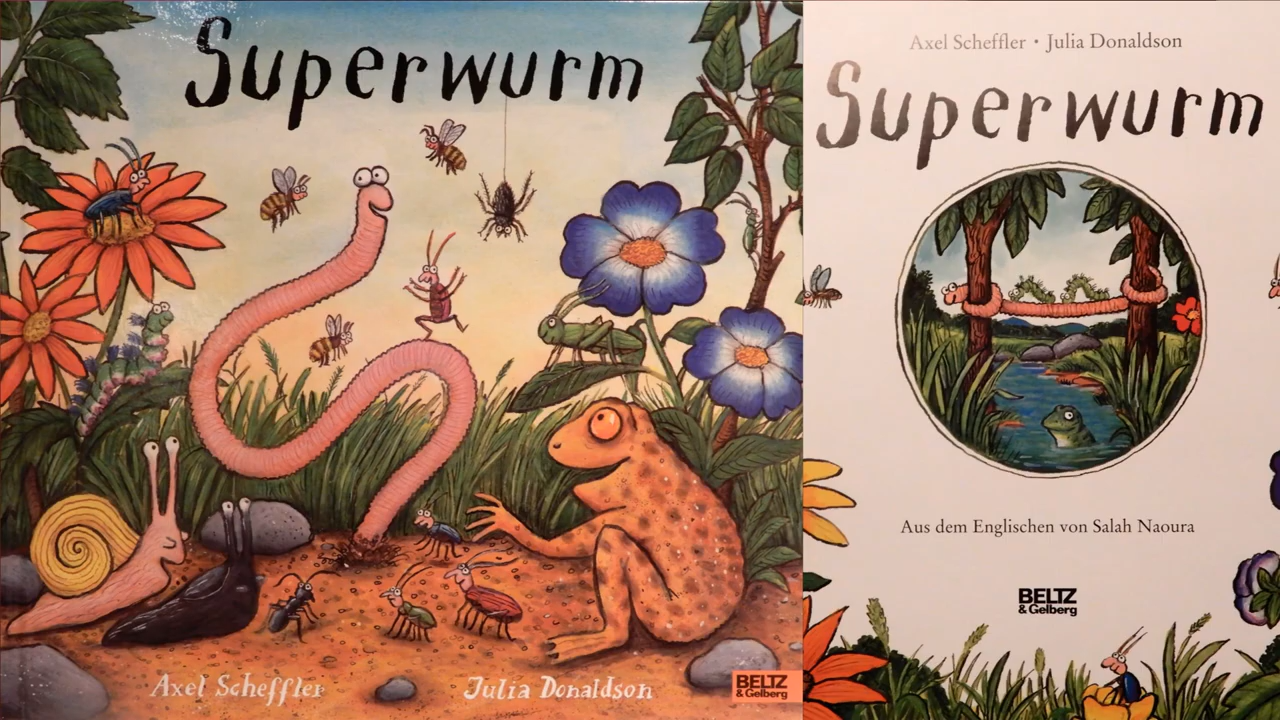 Superwurm
Axel Scheffler
Julia Donaldson
BELTZ
& Gelberg
Axel Scheffler • Julia Donaldson
Superwurm
Aus dem Englischen von Salah Naoura
BELTZ
& Gelberg